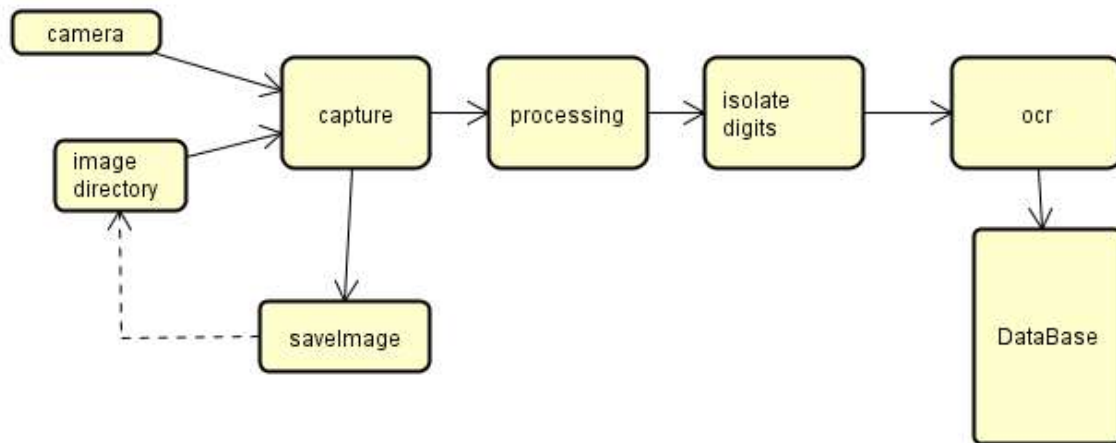 camera
capture
processing
isolate
digits
ocr
image
directory
saveImage
DataBase